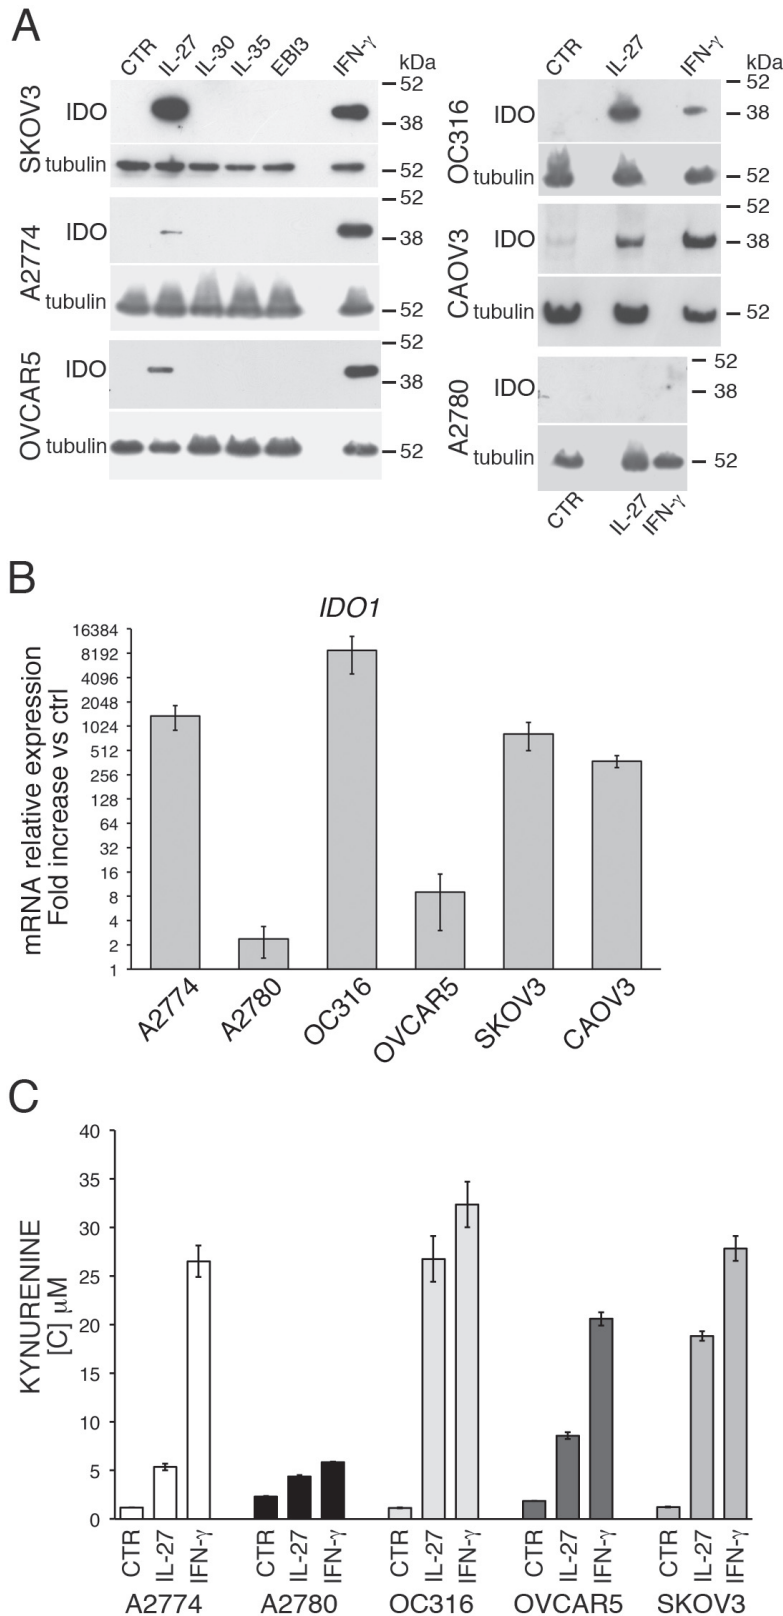 A
CTR IL-27 IL-30 IL-35 EBI3 IFN-γ kDa
SKOV3
IDO
52
38
tubulin
52
A2774
IDO
52
38
tubulin
52
OVCAR5
IDO
52
38
tubulin
52
CTR IL-27 IFN-γ kDa
OC316
IDO
52
38
tubulin
52
CAOV3
IDO
52
38
tubulin
52
A2780
IDO
52
38
tubulin
52
CTR IL-27 IFN-γ
B
IDO1
mRNA relative expression
Fold increase vs ctrl
16384
8192
4096
2048
1024
512
256
128
64
32
16
8
4
2
1
A2774 A2780 OC316 OVCAR5 SKOV3 CAOV3
C
KYNURENINE
[C] μM
40
35
30
25
20
15
10
5
0
CTR IL-27 IFN-γ CTR IL-27 IFN-γ CTR IL-27 IFN-γ CTR IL-27 IFN-γ CTR IL-27 IFN-γ
A2774 A2780 OC316 OVCAR5 SKOV3